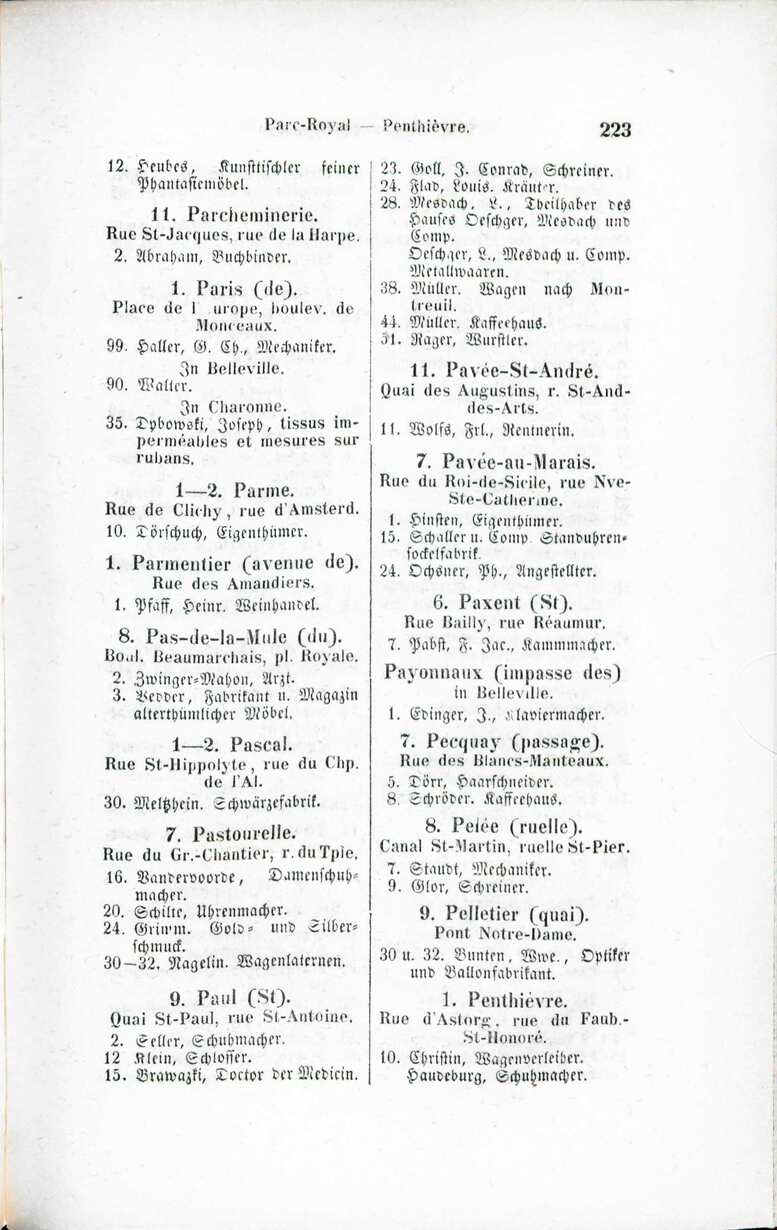 Parc-Royal — Penthièvre.
223
12. Heubes, Kunsttischler feiner
Phantasiemöbel.
11. Parcheminerie.
Rue St-Jacques, rue de la Harpe.
2. Abraham, Buchbinder.
1. Paris (de).
Place de l urope, boulev. de
Monceaux.
99. Haller, G. Ch., Mechaniker.
In Belleville.
90. Walter.
In Charonne.
35. Dybowski, Joseph, tissus im-
perméables et mesures sur
rubans.
1—2. Parme.
Rue de Clichy, rue d'Amsterd.
10. Dörschuch, Eigenthümer.
1. Parmentier (avenue de).
Rue des Amandiers.
1. Pfaff, Heinr. Weinhandel.
8. Pas-de-la-Mule (du).
Boul. Beaumarchais, pl. Royale.
2. Zwinger-Mahon, Arzt.
3. Vedder, Fabrikant u. Magazin
alterthümlicher Möbel.
1—2. Pascal.
Rue St-Hippolyte, rue du Chp.
de l'Al.
30. Meltzhein. Schwärzefabrik.
7. Pastourelle.
Rue du Gr.-Chantier, r. du Tple.
16. Vandervoorde, Damenschuh-
macher.
20. Schilte, Uhrenmacher.
24. Grimm. Gold- und Silber-
schmuck.
30—32. Nagelin. Wagenlaternen.
9. Paul (St).
Quai St-Paul, rue St-Antoine.
2. Seller, Schuhmacher.
12 Klein, Schlosser.
15. Brawazki, Doctor der Medicin.
23. Goll, J. Conrad, Schreiner.
24. Flad, Louis. Kräuter.
28. Mesdach, L., Theilhaber des
Hauses Oeschger, Mesdach und
Comp.
Oeschger, L., Mesdach u. Comp.
Metallwaaren.
38. Müller. Wagen nach Mon-
treuil.
44. Müller. Kaffeehaus.
51. Nager, Wurstler.
11. Pavée-St-André.
Quai des Augustins, r. St-And-
des-Arts.
11. Wolfs, Frl., Rentnerin.
7. Pavée-au-Marais.
Rue du Roi-de-Sicile, rue Nve-
Ste-Catherine.
1. Hinsten, Eigenthümer.
15. Schaller u. Comp Standuhren-
sockelfabrik.
24. Ochsner, Ph., Angestellter.
6. Paxent (St).
Rue Bailly, rue Réaumur.
7. Pabst, F. Jac., Kammmacher.
Payonnaux (impasse des)
in Belleville.
1. Edinger, J., Klaviermacher.
7. Pecquay (passage).
Rue des Blancs-Manteaux.
5. Dörr, Haarschneider.
8. Schröder. Kaffeehaus.
8. Pelée (ruelle).
Canal St-Martin, ruelle St-Pier.
7. Staudt, Mechaniker.
9. Glor, Schreiner.
9. Pelletier (quai).
Pont Notre-Dame.
30 u. 32. Bunten, Wwe., Optiker
und Ballonfabrikant.
1. Penthièvre.
Rue d'Astorg, rue du Faub.-
St-Honoré.
10. Christin, Wagenverleiher.
Haudeburg, Schuhmacher.